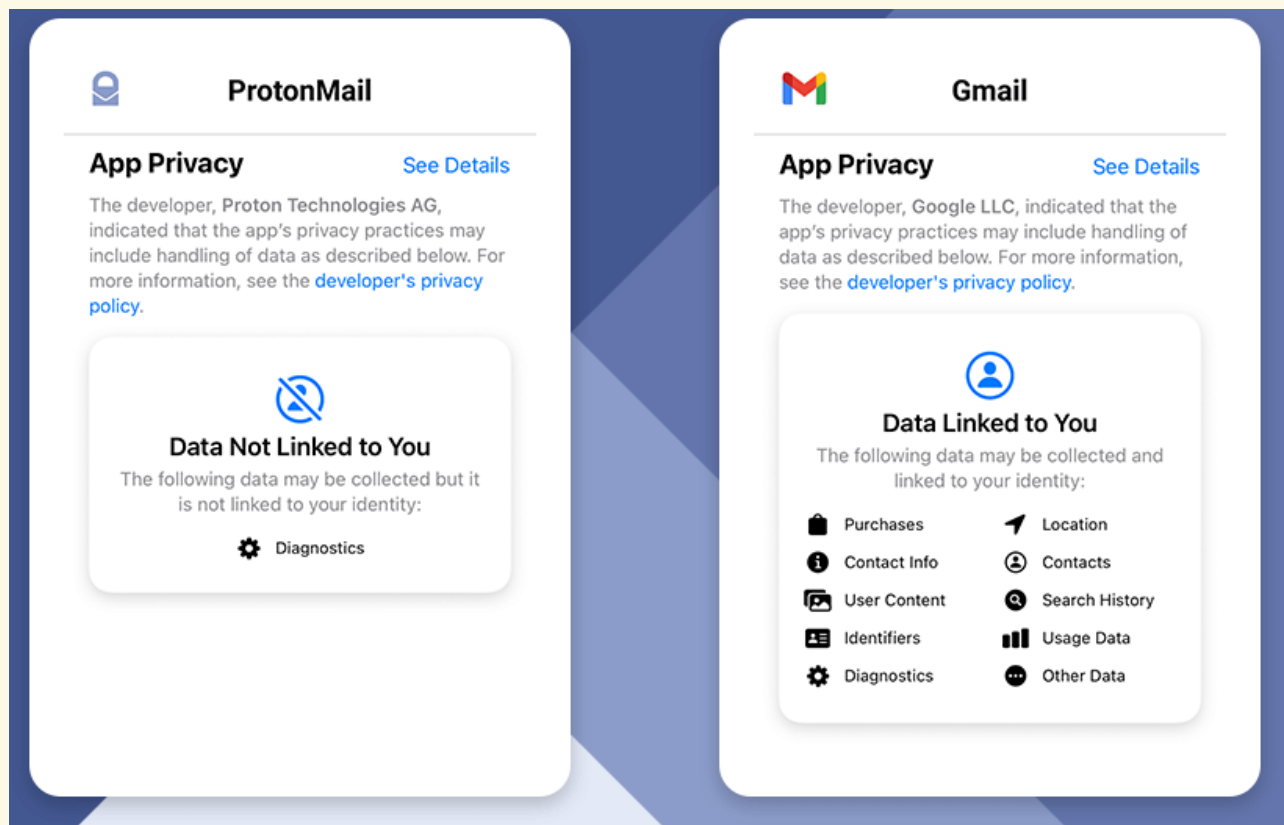 ProtonMail
App Privacy
See Details
The developer, Proton Technologies AG,
indicated that the app's privacy practices may
include handling of data as described below. For
more information, see the developer's privacy
policy.
Data Not Linked to You
The following data may be collected but it
is not linked to your identity:
Diagnostics
Gmail
App Privacy
See Details
The developer, Google LLC, indicated that the
app's privacy practices may include handling of
data as described below. For more information,
see the developer's privacy policy.
Data Linked to You
The following data may be collected and
linked to your identity:
Purchases
Location
Contact Info
Contacts
User Content
Search History
Identifiers
Usage Data
Diagnostics
Other Data